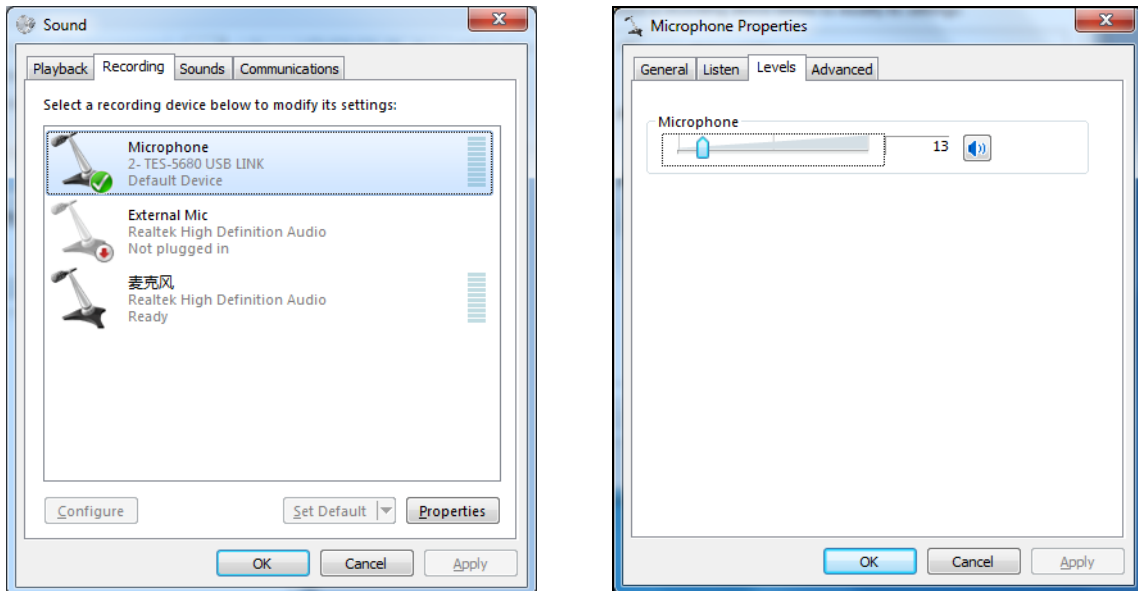 Sound
Playback Recording Sounds Communications
Select a recording device below to modify its settings:
Microphone
2- TES-5680 USB LINK
Default Device
External Mic
Realtek High Definition Audio
Not plugged in
麦克风
Realtek High Definition Audio
Ready
Configure Set Default Properties
OK Cancel Apply
Microphone Properties
General Listen Levels Advanced
Microphone
13
OK Cancel Apply